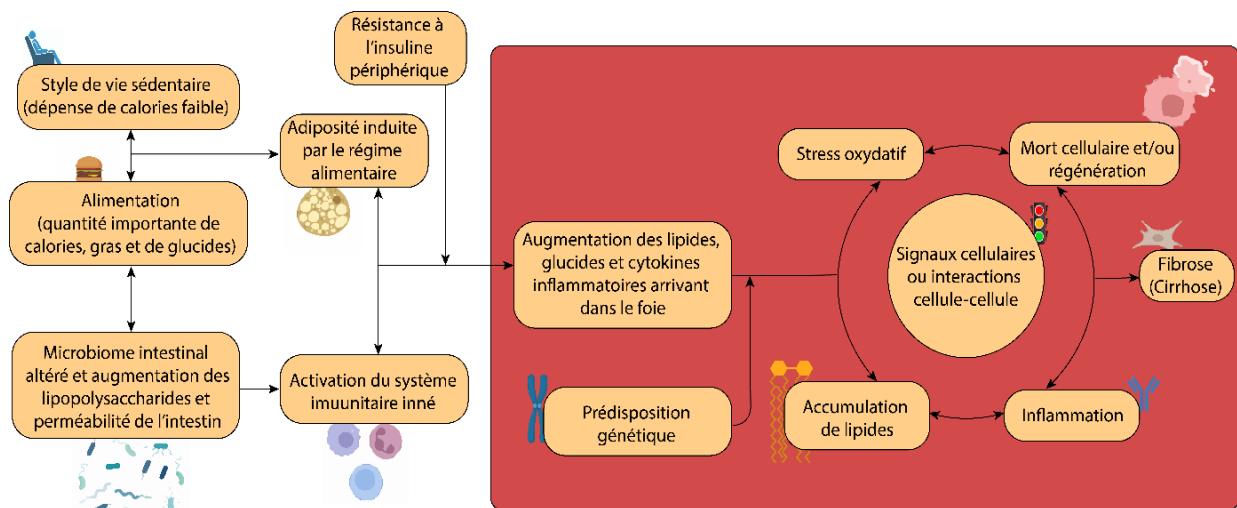 Style de vie sédentaire
(dépense de calories faible)
Alimentation
(quantité importante de
calories, gras et de glucides)
Microbiome intestinal
altéré et augmentation des
lipopolysaccharides et
perméabilité de l'intestin
Résistance à
l'insuline
périphérique
Adiposité induite
par le régime
alimentaire
Activation du système
imuunitaire inné
Augmentation des lipides,
glucides et cytokines
inflammatoires arrivant
dans le foie
Prédisposition
génétique
Stress oxydatif
Mort cellulaire et/ou
régénération
Signaux cellulaires
ou interactions
cellule-cellule
Fibrose
(Cirrhose)
Accumulation
de lipides
Inflammation